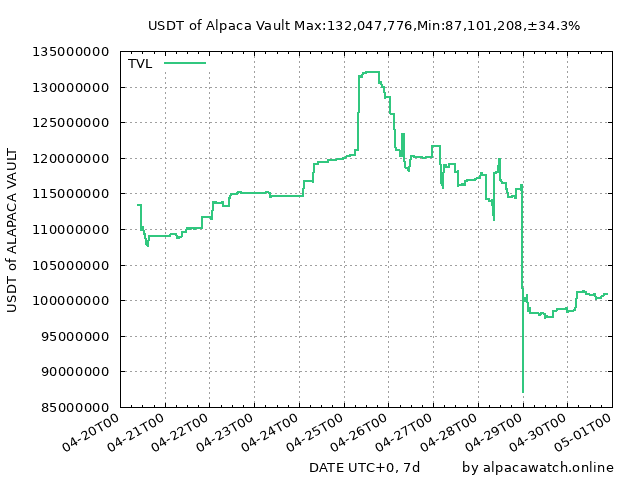 USDT of Alpaca Vault Max:132,047,776,Min:87,101,208,±34.3%
TVL
135000000
130000000
125000000
120000000
115000000
110000000
105000000
100000000
95000000
90000000
85000000
USDT of ALAPACA VAULT
04-20T00
04-21T00
04-22T00
04-23T00
04-24T00
04-25T00
04-26T00
04-27T00
04-28T00
04-29T00
04-30T00
05-01T00
DATE UTC+0, 7d
by alpacawatch.online